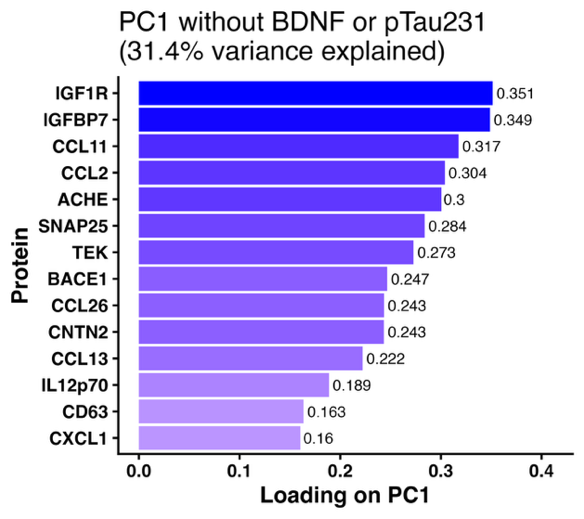 PC1 without BDNF or pTau231
(31.4% variance explained)
IGF1R 0.351
IGFBP7 0.349
CCL11 0.317
CCL2 0.304
ACHE 0.3
SNAP25 0.284
TEK 0.273
BACE1 0.247
CCL26 0.243
CNTN2 0.243
CCL13 0.222
IL12p70 0.189
CD63 0.163
CXCL1 0.16
Protein
0.0 0.1 0.2 0.3 0.4
Loading on PC1